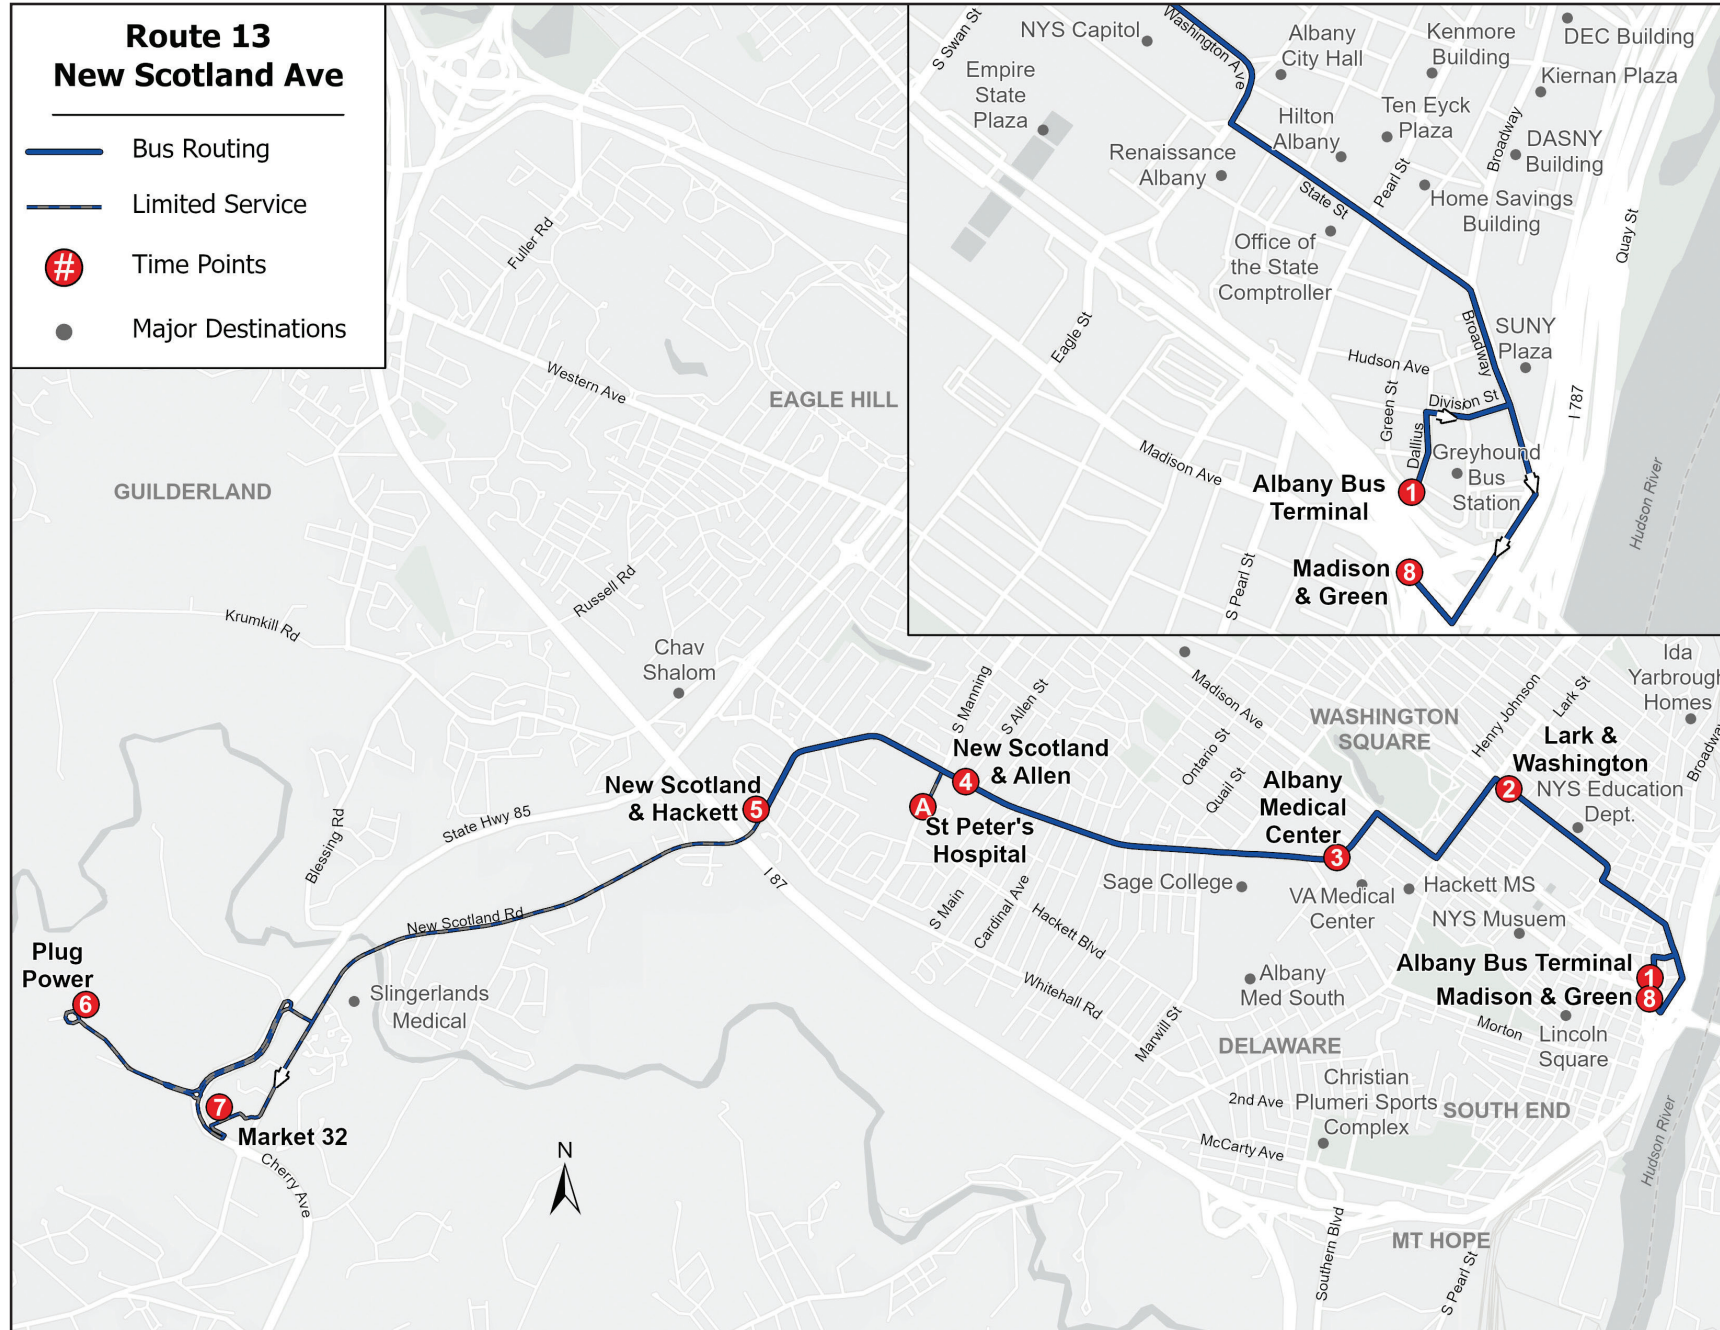 Route 13
New Scotland Ave
Bus Routing
Limited Service
#
Time Points
Major Destinations
S Swan St
NYS Capitol
Washington Ave
Albany
City Hall
Kenmore
Building
DEC Building
Kiernan Plaza
Empire
State
Plaza
Ten Eyck
Plaza
Hilton
Albany
Broadway
DASNY
Building
Renaissance
Albany
State St
Pearl St
Home Savings
Building
Quay St
Office of
the State
Comptroller
Eagle St
Broadway
SUNY
Plaza
Hudson Ave
Green St
Division St
I 787
Dallius
Madison Ave
Greyhound
Bus
Station
Albany Bus
Terminal
1
Hudson River
Madison
& Green
8
S Pearl St
Fuller Rd
Western Ave
EAGLE HILL
GUILDERLAND
Russell Rd
Krumkill Rd
Chav
Shalom
S Manning
S Allen St
Madison Ave
Ida
Yarbrough
Homes
WASHINGTON
SQUARE
Henry Johnson
Lark St
Broadway
Ontario St
Quail St
New Scotland
& Allen
4
Lark &
Washington
2
NYS Education
Dept.
New Scotland
& Hackett
5
A
St Peter's
Hospital
Albany
Medical
Center
3
State Hwy 85
Blessing Rd
I 87
Sage College
VA Medical
Center
Hackett MS
NYS Musuem
S Main
Cardinal Ave
Hackett Blvd
New Scotland Rd
Plug
Power
6
Slingerlands
Medical
Whitehall Rd
Albany
Med South
Albany Bus Terminal
1
Madison & Green
8
Morton
Lincoln
Square
Marwill St
DELAWARE
Christian
Plumeri Sports
Complex
2nd Ave
SOUTH END
McCarty Ave
Hudson River
7
Market 32
Cherry Ave
N
Southern Blvd
MT HOPE
S Pearl St